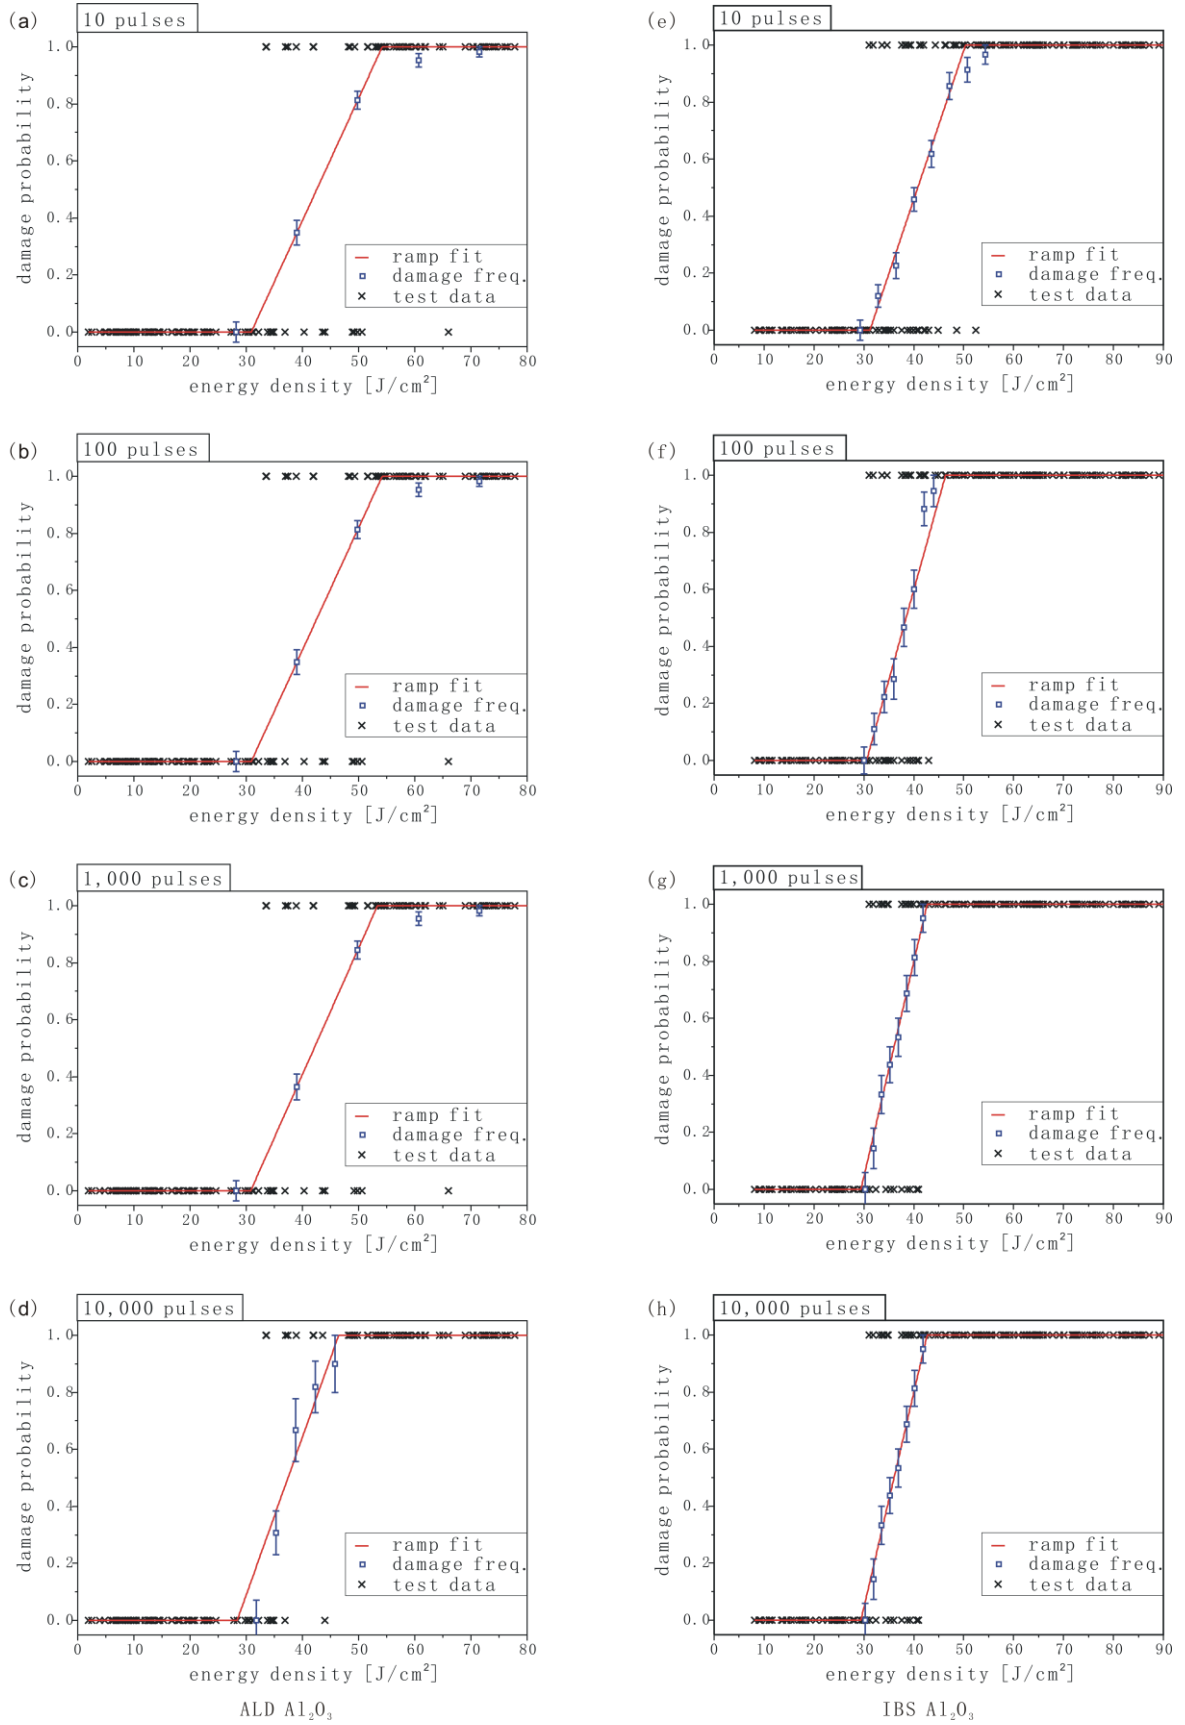 (a) 10 pulses
1.0
0.8
0.6
0.4
0.2
0.0
damage probability
ramp fit
damage freq.
test data
0 10 20 30 40 50 60 70 80
energy density [J/cm²]
(e) 10 pulses
1.0
0.8
0.6
0.4
0.2
0.0
damage probability
ramp fit
damage freq.
test data
0 10 20 30 40 50 60 70 80 90
energy density [J/cm²]
(b) 100 pulses
1.0
0.8
0.6
0.4
0.2
0.0
damage probability
ramp fit
damage freq.
test data
0 10 20 30 40 50 60 70 80
energy density [J/cm²]
(f) 100 pulses
1.0
0.8
0.6
0.4
0.2
0.0
damage probability
ramp fit
damage freq.
test data
0 10 20 30 40 50 60 70 80 90
energy density [J/cm²]
(c) 1,000 pulses
1.0
0.8
0.6
0.4
0.2
0.0
damage probability
ramp fit
damage freq.
test data
0 10 20 30 40 50 60 70 80
energy density [J/cm²]
(g) 1,000 pulses
1.0
0.8
0.6
0.4
0.2
0.0
damage probability
ramp fit
damage freq.
test data
0 10 20 30 40 50 60 70 80 90
energy density [J/cm²]
(d) 10,000 pulses
1.0
0.8
0.6
0.4
0.2
0.0
damage probability
ramp fit
damage freq.
test data
0 10 20 30 40 50 60 70 80
energy density [J/cm²]
ALD Al₂O₃
(h) 10,000 pulses
1.0
0.8
0.6
0.4
0.2
0.0
damage probability
ramp fit
damage freq.
test data
0 10 20 30 40 50 60 70 80 90
energy density [J/cm²]
IBS Al₂O₃